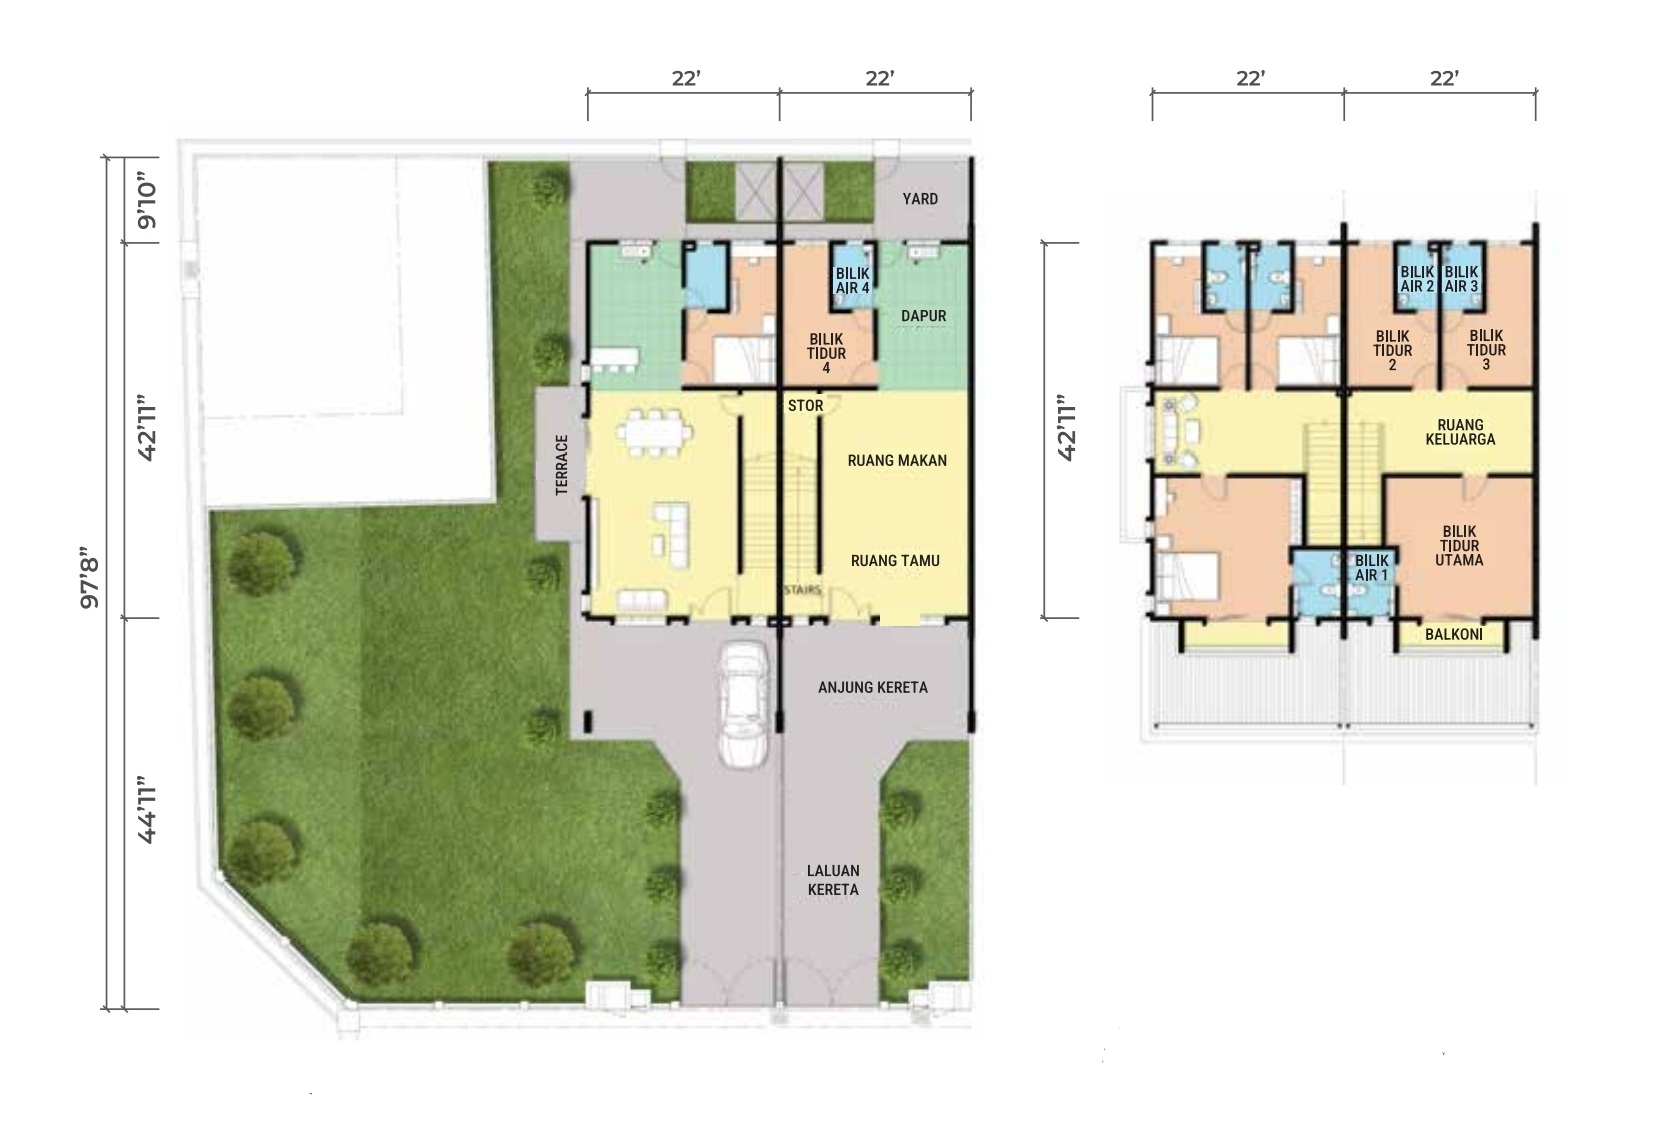 22’
22’
22’
22’
9’10”
42’11”
97’8”
44’11”
YARD
BILIK
AIR 4
DAPUR
BILIK
TIDUR
4
STOR
TERRACE
RUANG MAKAN
RUANG TAMU
STAIRS
ANJUNG KERETA
LALUAN
KERETA
42’11”
BILIK
AIR 2
BILIK
AIR 3
BILIK
TIDUR
2
BILIK
TIDUR
3
RUANG
KELUARGA
BILIK
TIDUR
UTAMA
BILIK
AIR 1
BALKONI